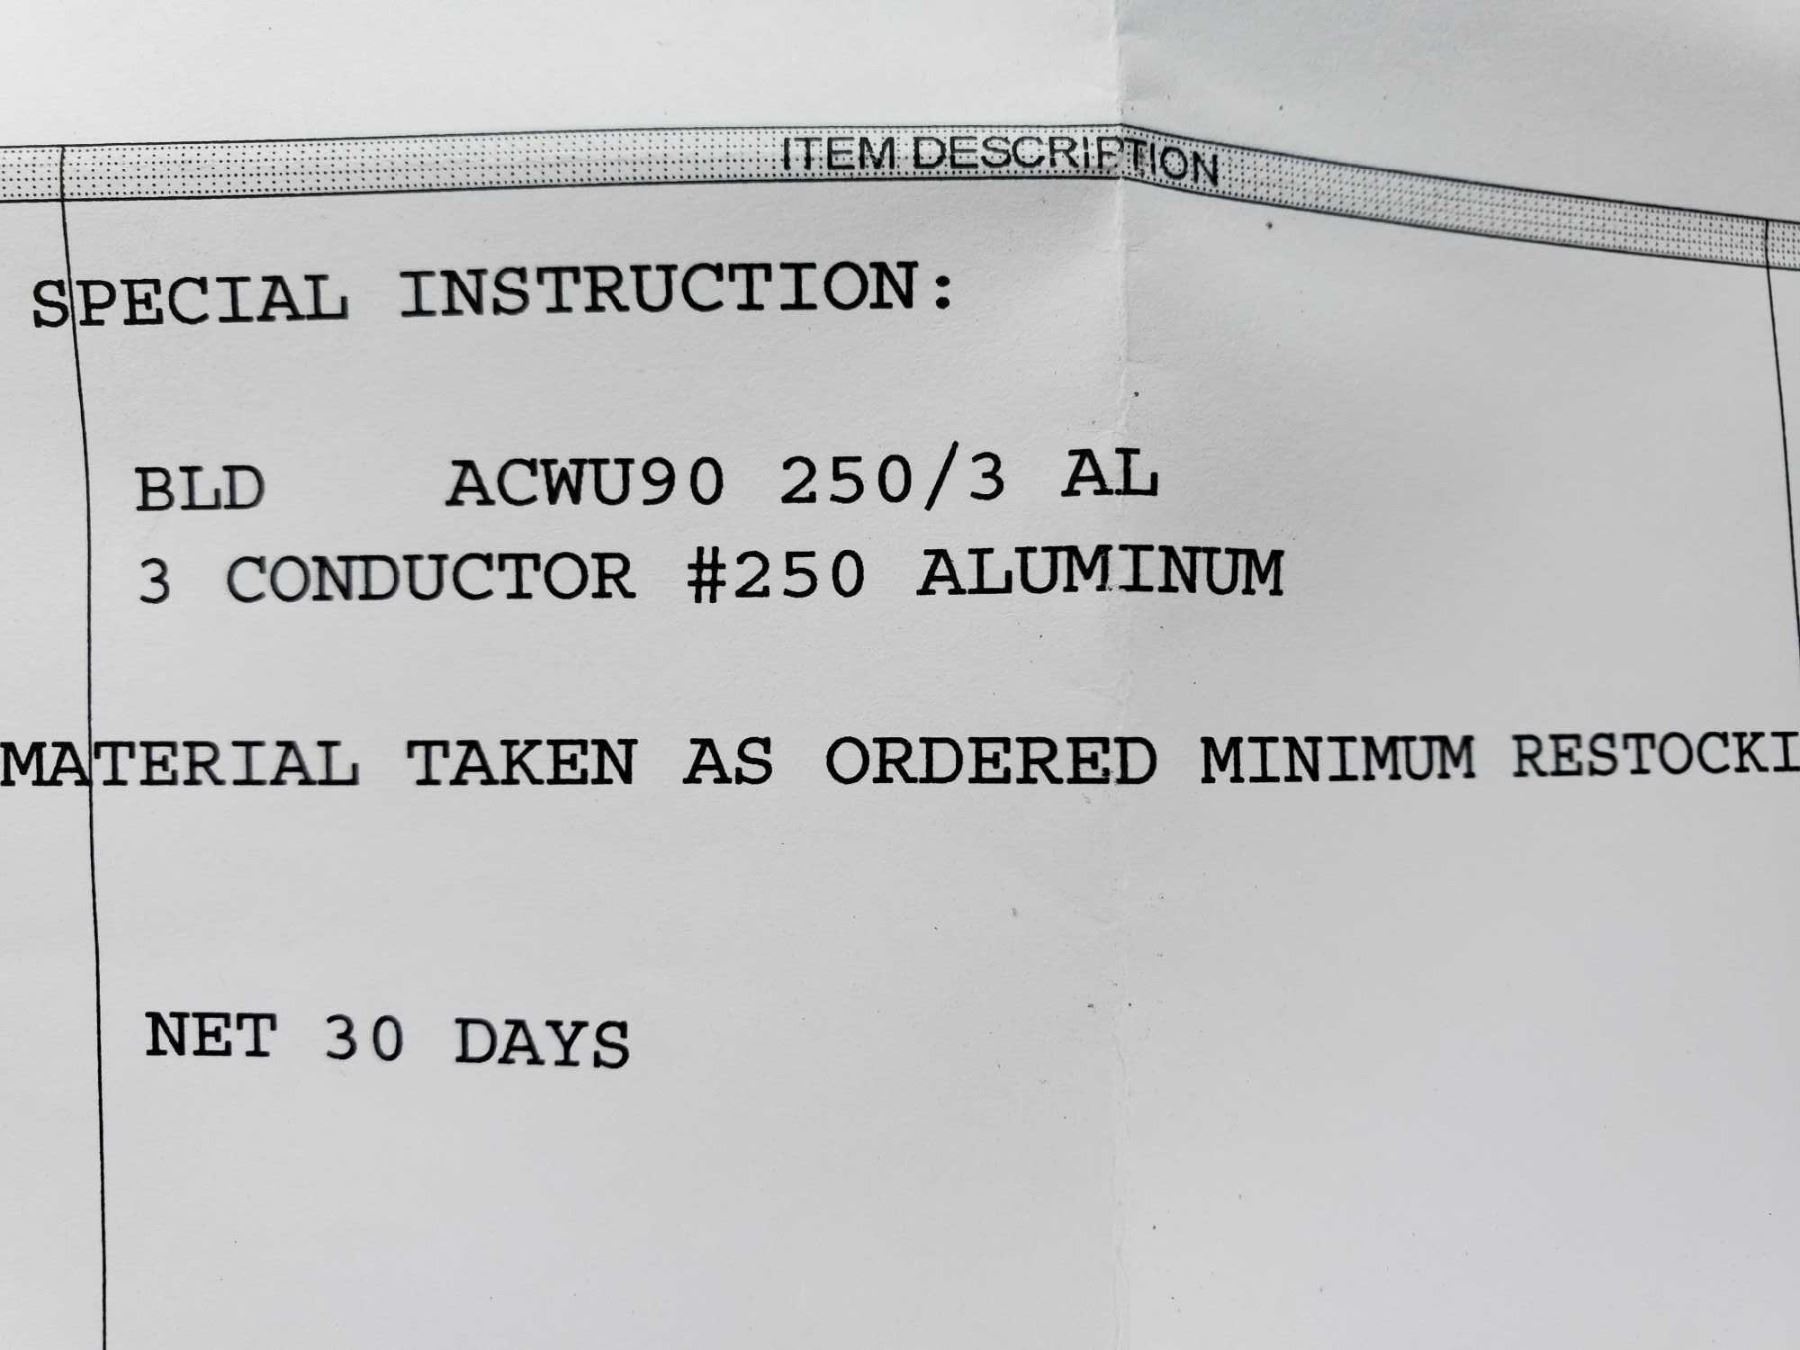 ITEM DESCRIPTION
SPECIAL INSTRUCTION:
BLD ACWU90 250/3 AL
3 CONDUCTOR #250 ALUMINUM
MATERIAL TAKEN AS ORDERED MINIMUM RESTOCKI
NET 30 DAYS